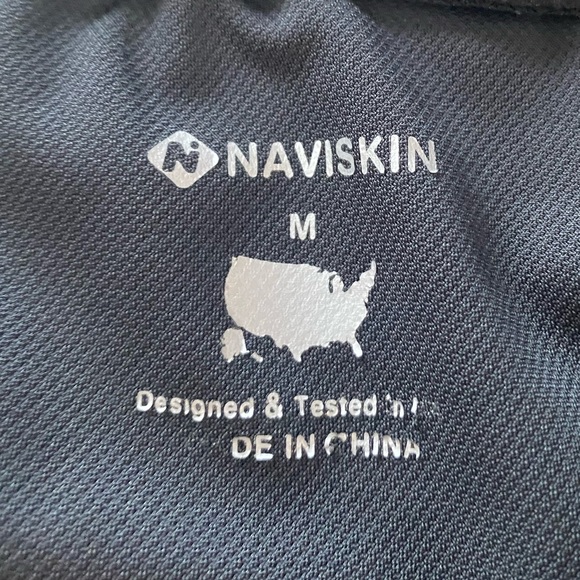 NAVISKIN
M
Designed & Tested in
DE IN CHINA